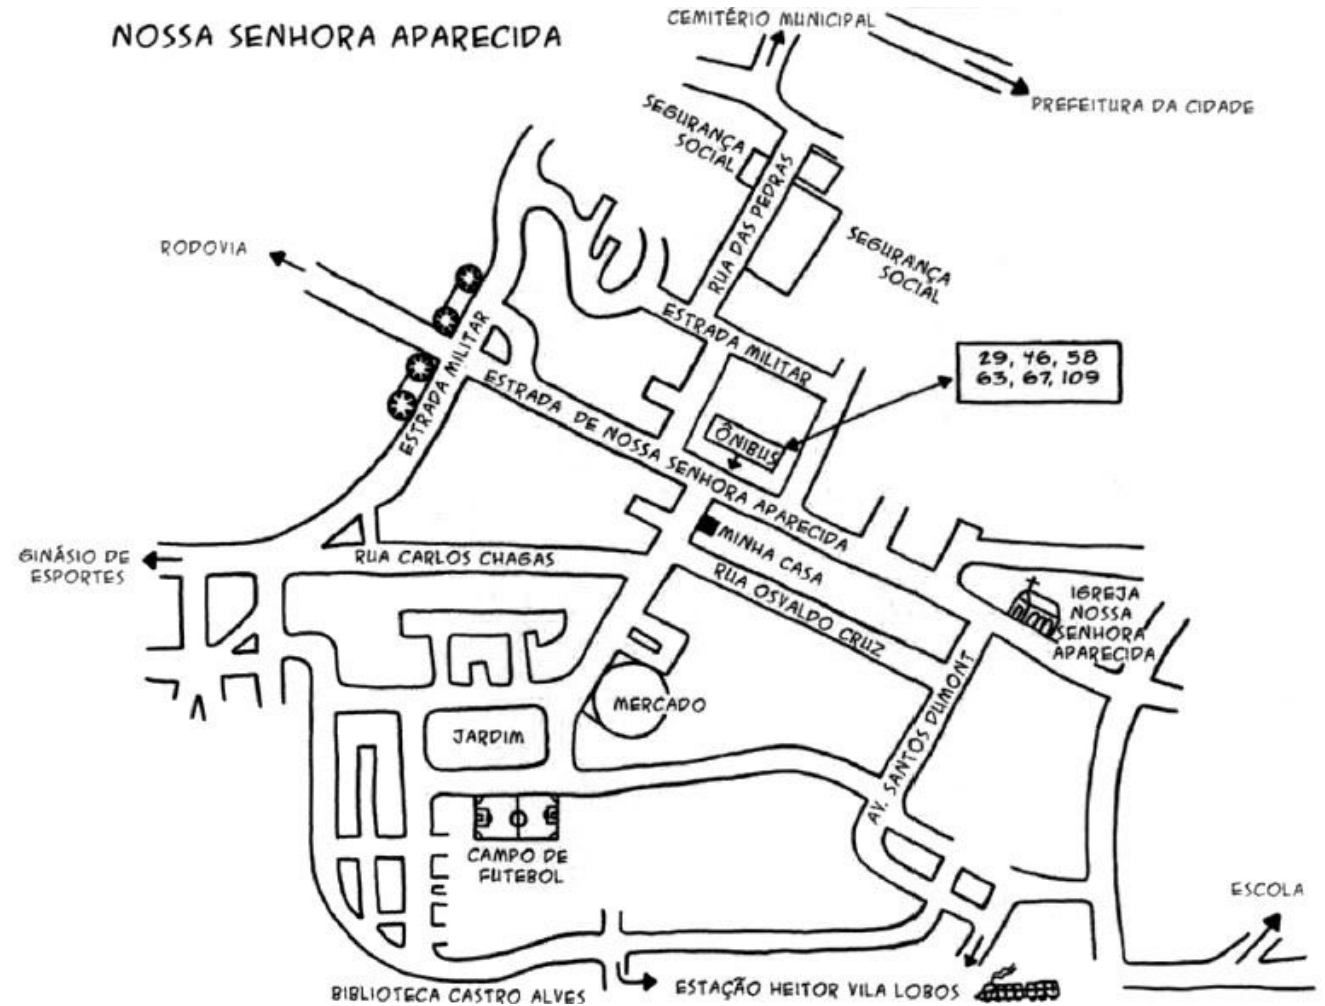 CEMITÉRIO MUNICIPAL
NOSSA SENHORA APARECIDA
PREFEITURA DA CIDADE
SEGURANÇA
SOCIAL
RUA DAS PEDRAS
SEGURANÇA
SOCIAL
RODOVIA
ESTRADA MILITAR
ESTRADA MILITAR
29, 46, 58
63, 67, 109
ESTRADA DE NOSSA SENHORA APARECIDA
ÔNIBUS
MINHA CASA
GINÁSIO DE
ESPORTES
RUA CARLOS CHAGAS
RUA OSVALDO CRUZ
IGREJA
NOSSA
SENHORA
APARECIDA
MERCADO
JARDIM
AV. SANTOS DUMONT
CAMPO DE
FUTEBOL
ESCOLA
BIBLIOTECA CASTRO ALVES
ESTAÇÃO HEITOR VILA LOBOS